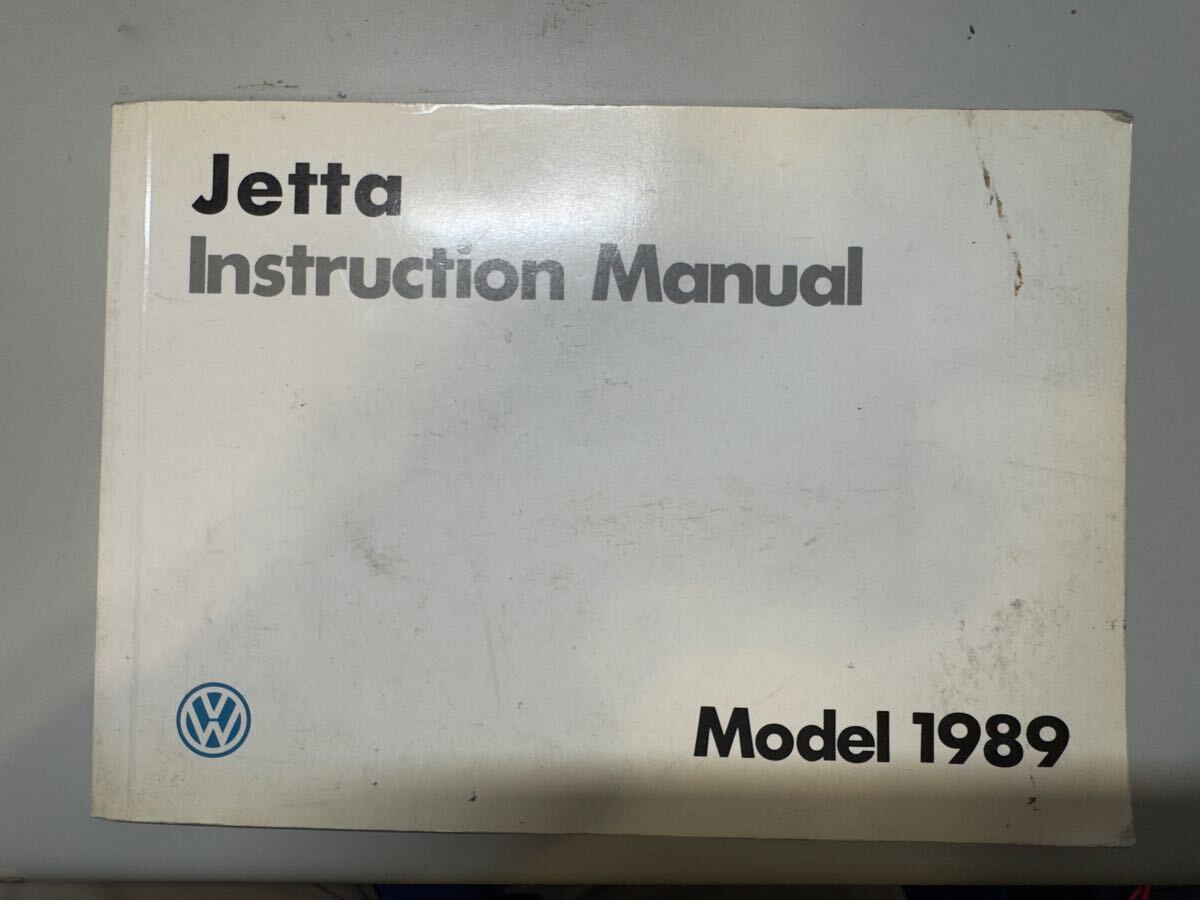 Jetta
Instruction Manual
Model 1989